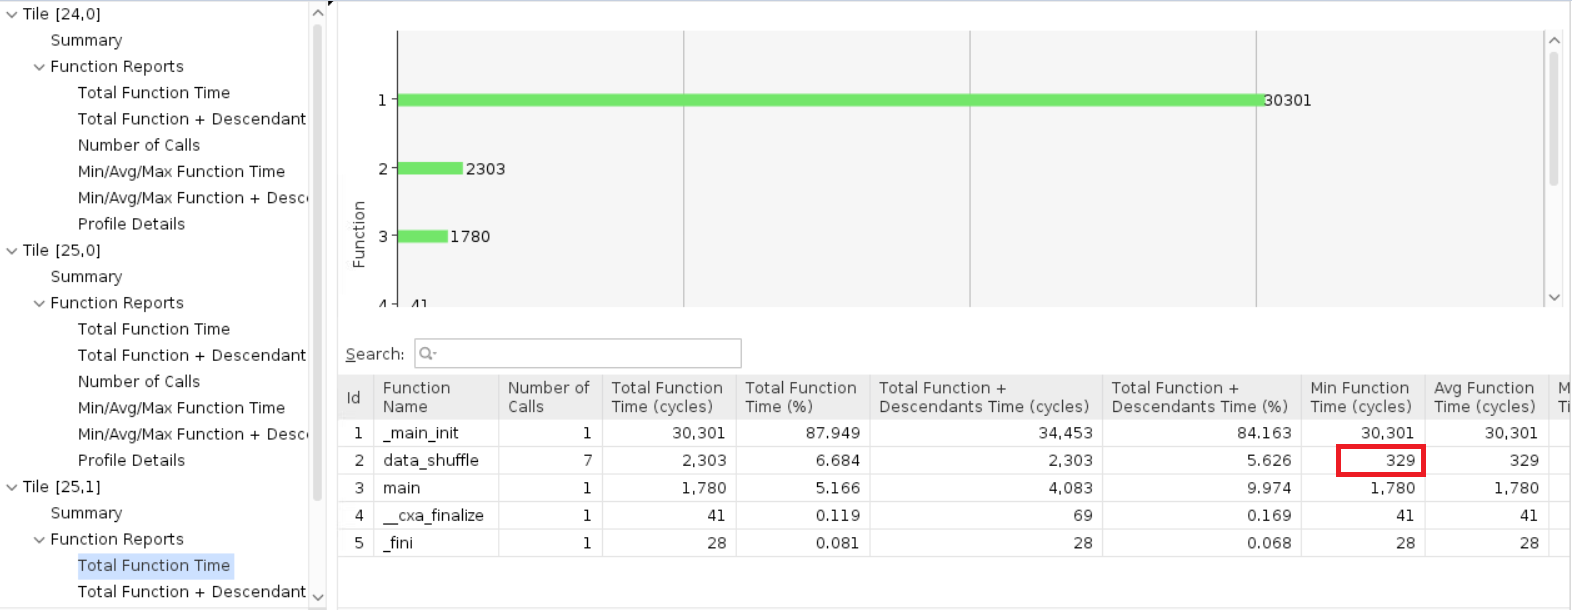 Tile [24,0]
Summary
Function Reports
Total Function Time
Total Function + Descendant
Number of Calls
Min/Avg/Max Function Time
Min/Avg/Max Function + Desc
Profile Details
Tile [25,0]
Summary
Function Reports
Total Function Time
Total Function + Descendant
Number of Calls
Min/Avg/Max Function Time
Min/Avg/Max Function + Desc
Profile Details
Tile [25,1]
Summary
Function Reports
Total Function Time
Total Function + Descendant
Function
1 30301
2 2303
3 1780
4 41
Search:
Id Function Name Number of Calls Total Function Time (cycles) Total Function Time (%) Total Function + Descendants Time (cycles) Total Function + Descendants Time (%) Min Function Time (cycles) Avg Function Time (cycles) M Ti
1 _main_init 1 30,301 87.949 34,453 84.163 30,301 30,301
2 data_shuffle 7 2,303 6.684 2,303 5.626 329 329
3 main 1 1,780 5.166 4,083 9.974 1,780 1,780
4 __cxa_finalize 1 41 0.119 69 0.169 41 41
5 _fini 1 28 0.081 28 0.068 28 28